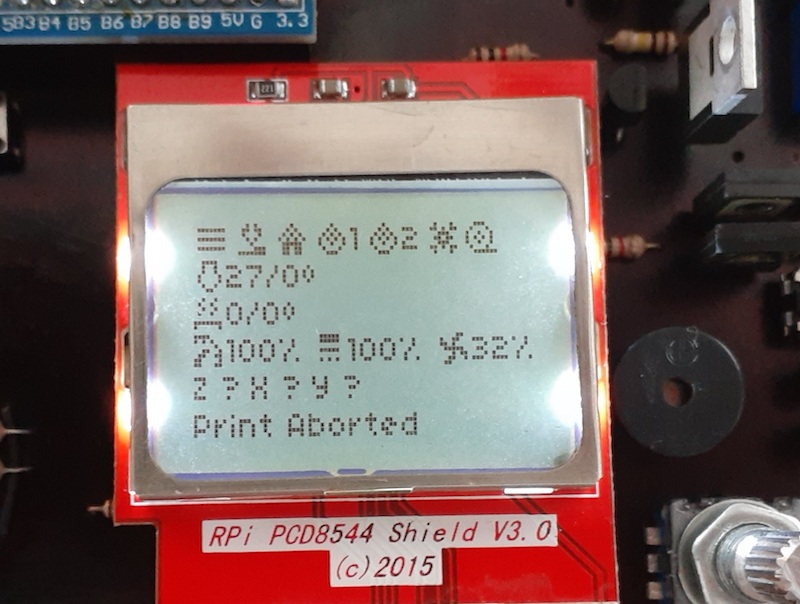 5B3 B4 B5 B6 B7 B8 B9 5V G 3.3
221
1 2
27/0°
0/0°
100% 100% 32%
Z ? X ? Y ?
Print Aborted
RPi PCD8544 Shield V3.0
(c)2015